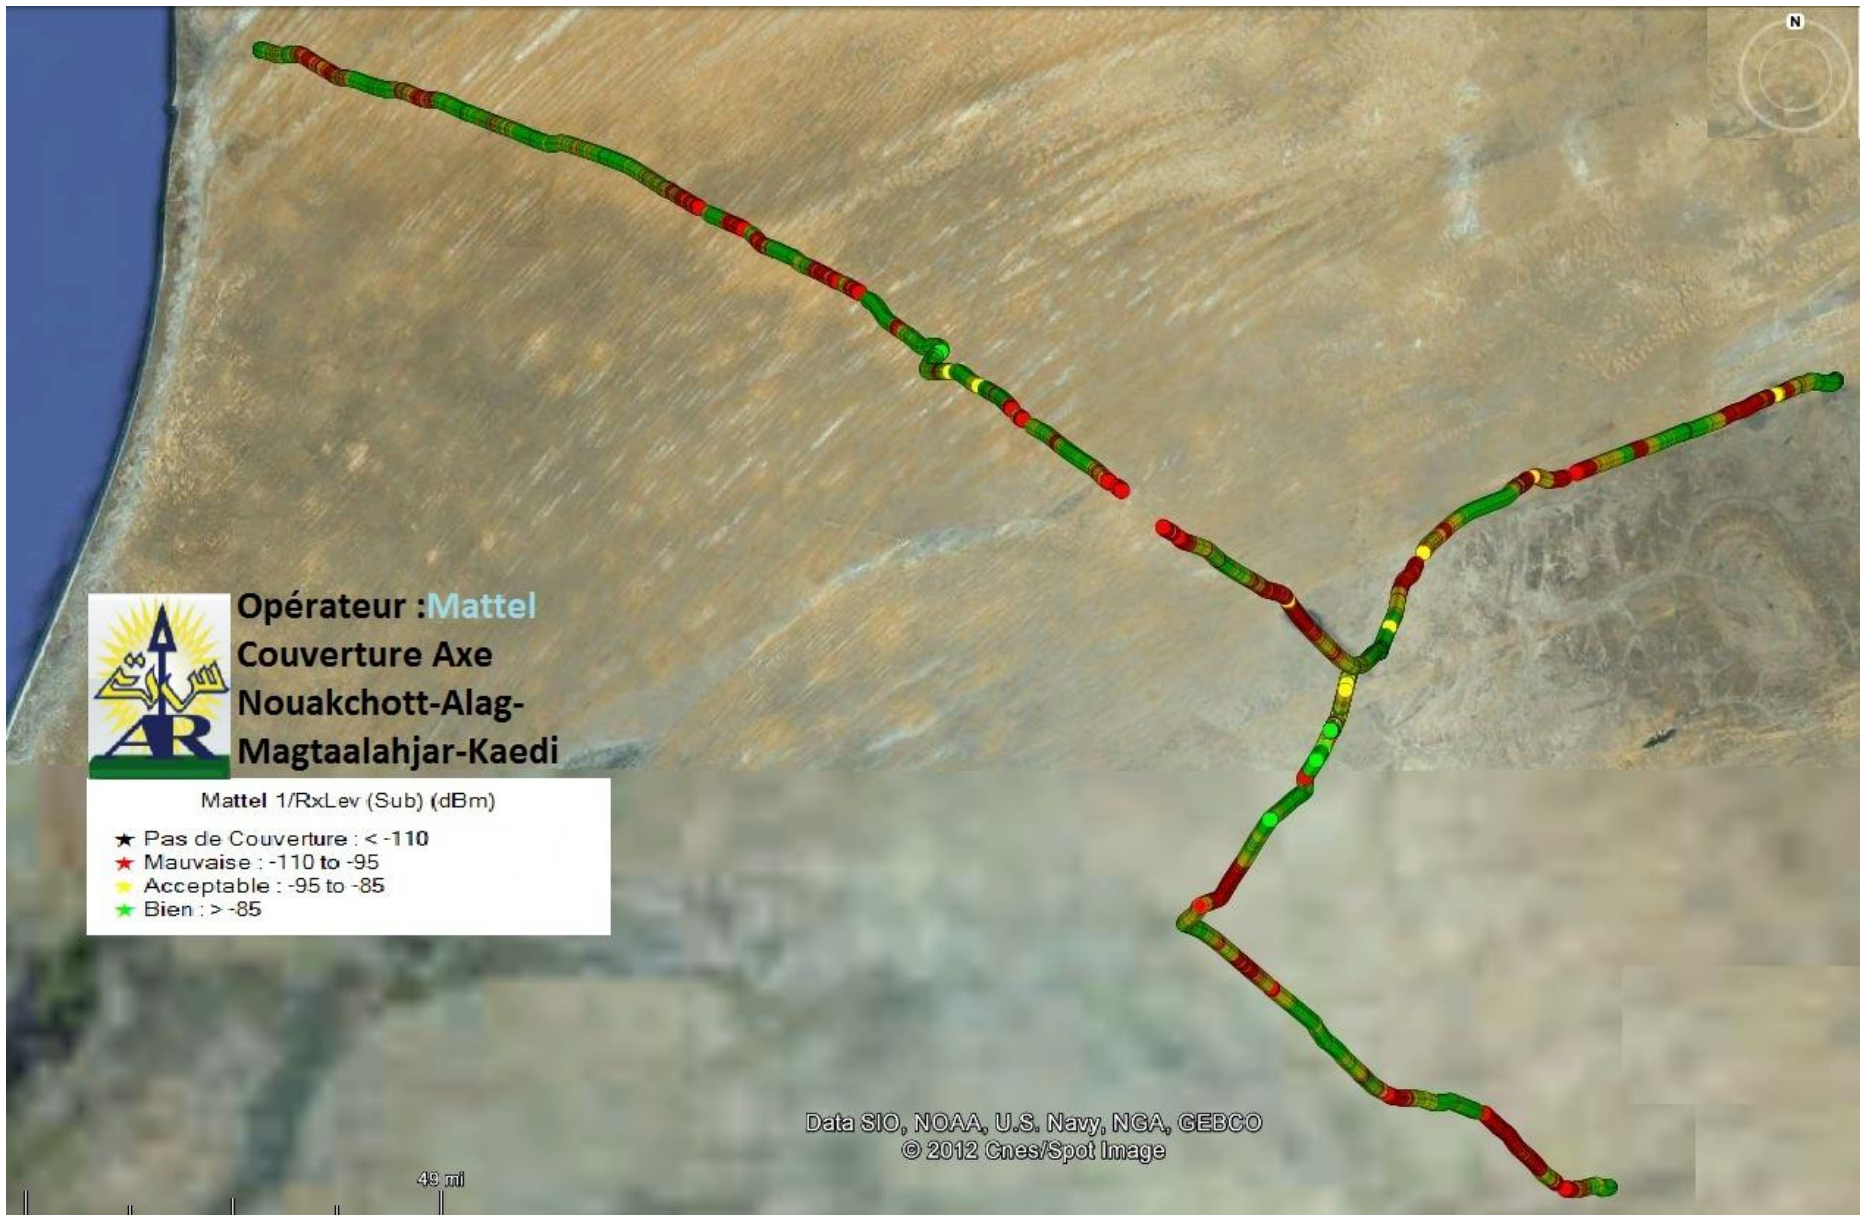 N
Opérateur :Mattel
Couverture Axe
Nouakchott-Alag-
Magtaalahjar-Kaedi
AR
Mattel 1/RxLev (Sub) (dBm)
★ Pas de Couverture : < -110
★ Mauvaise : -110 to -95
★ Acceptable : -95 to -85
★ Bien : > -85
Data SIO, NOAA, U.S. Navy, NGA, GEBCO
© 2012 Cnes/Spot Image
49 mi